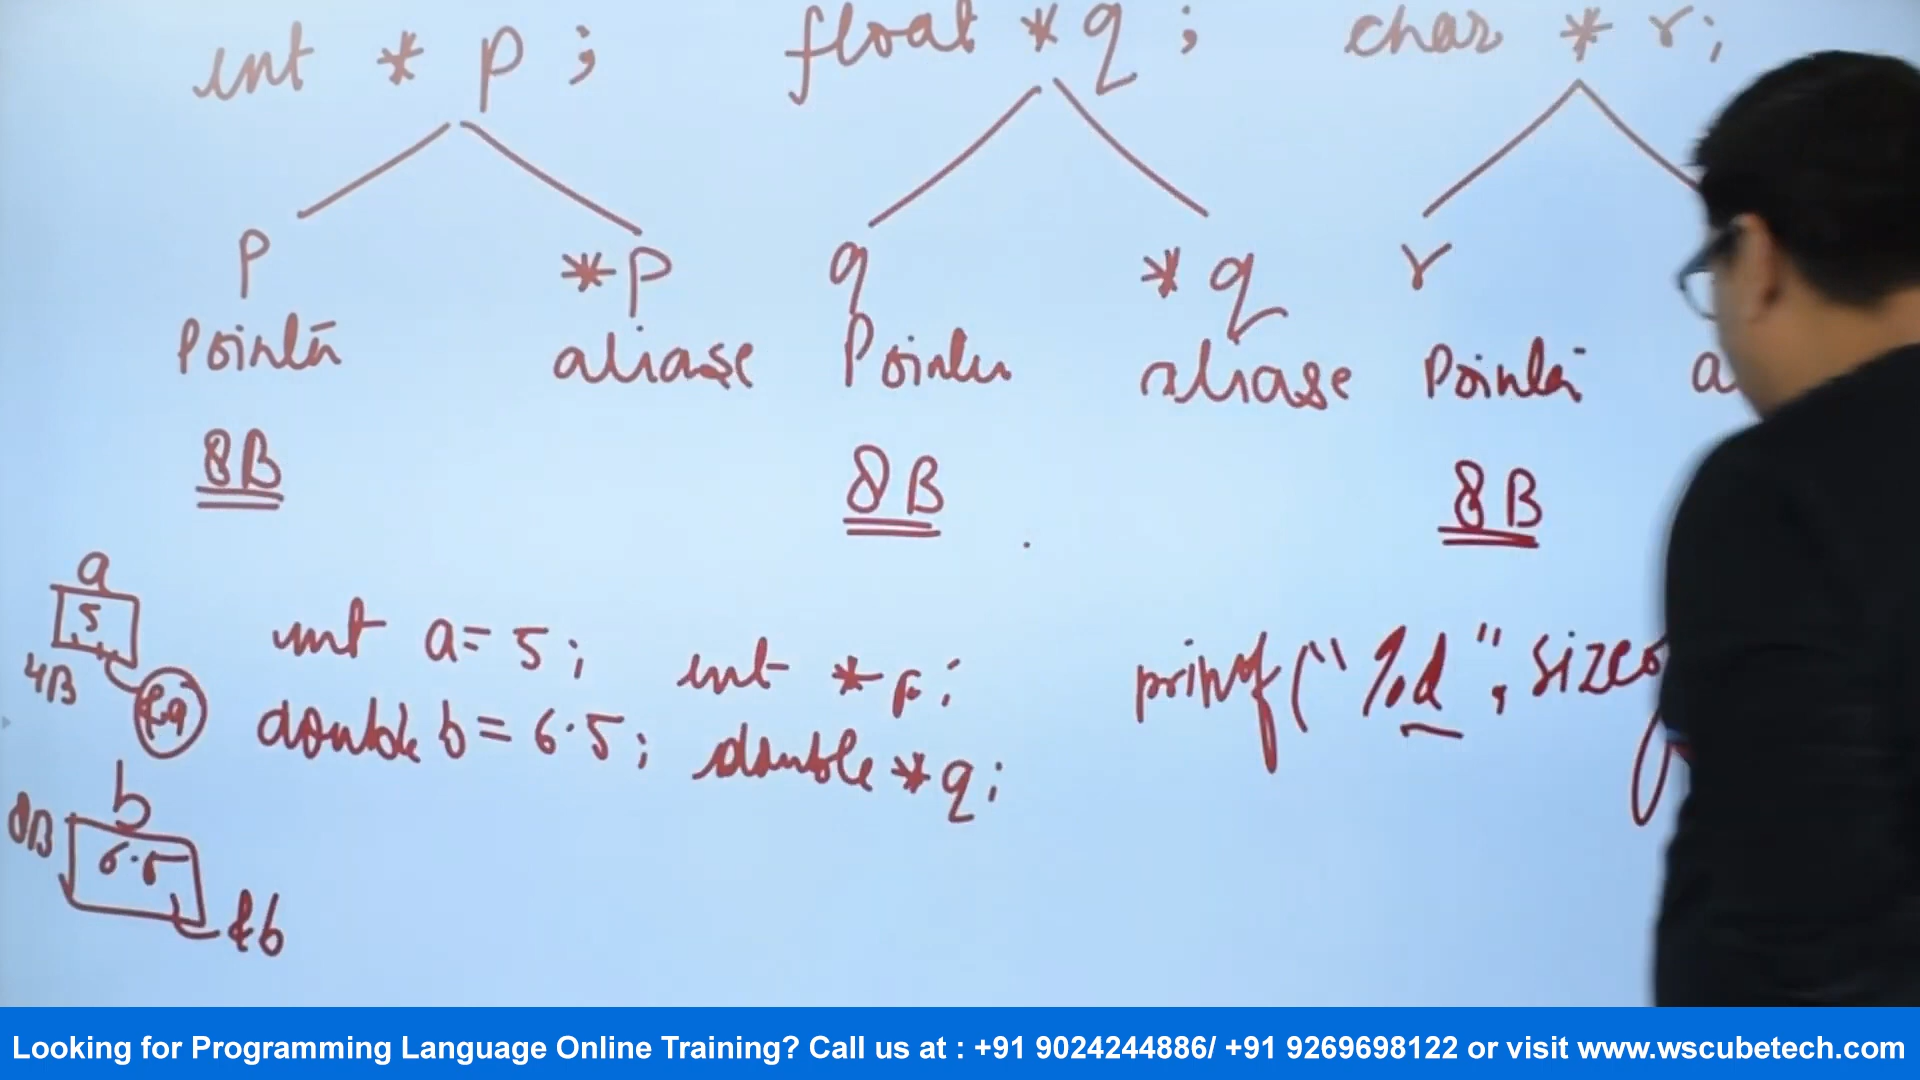 int * p ; float * q ; char * r ;
p *p q *q r
Pointer aliase Pointer aliase Pointer a
8B 8B 8B
a
5
4B &a
int a = 5 ; int * p ; printf ( " %d " , sizeof
double b = 6.5 ; double * q ;
b
8B 6.5
&b
Looking for Programming Language Online Training? Call us at : +91 9024244886/ +91 9269698122 or visit www.wscubetech.com